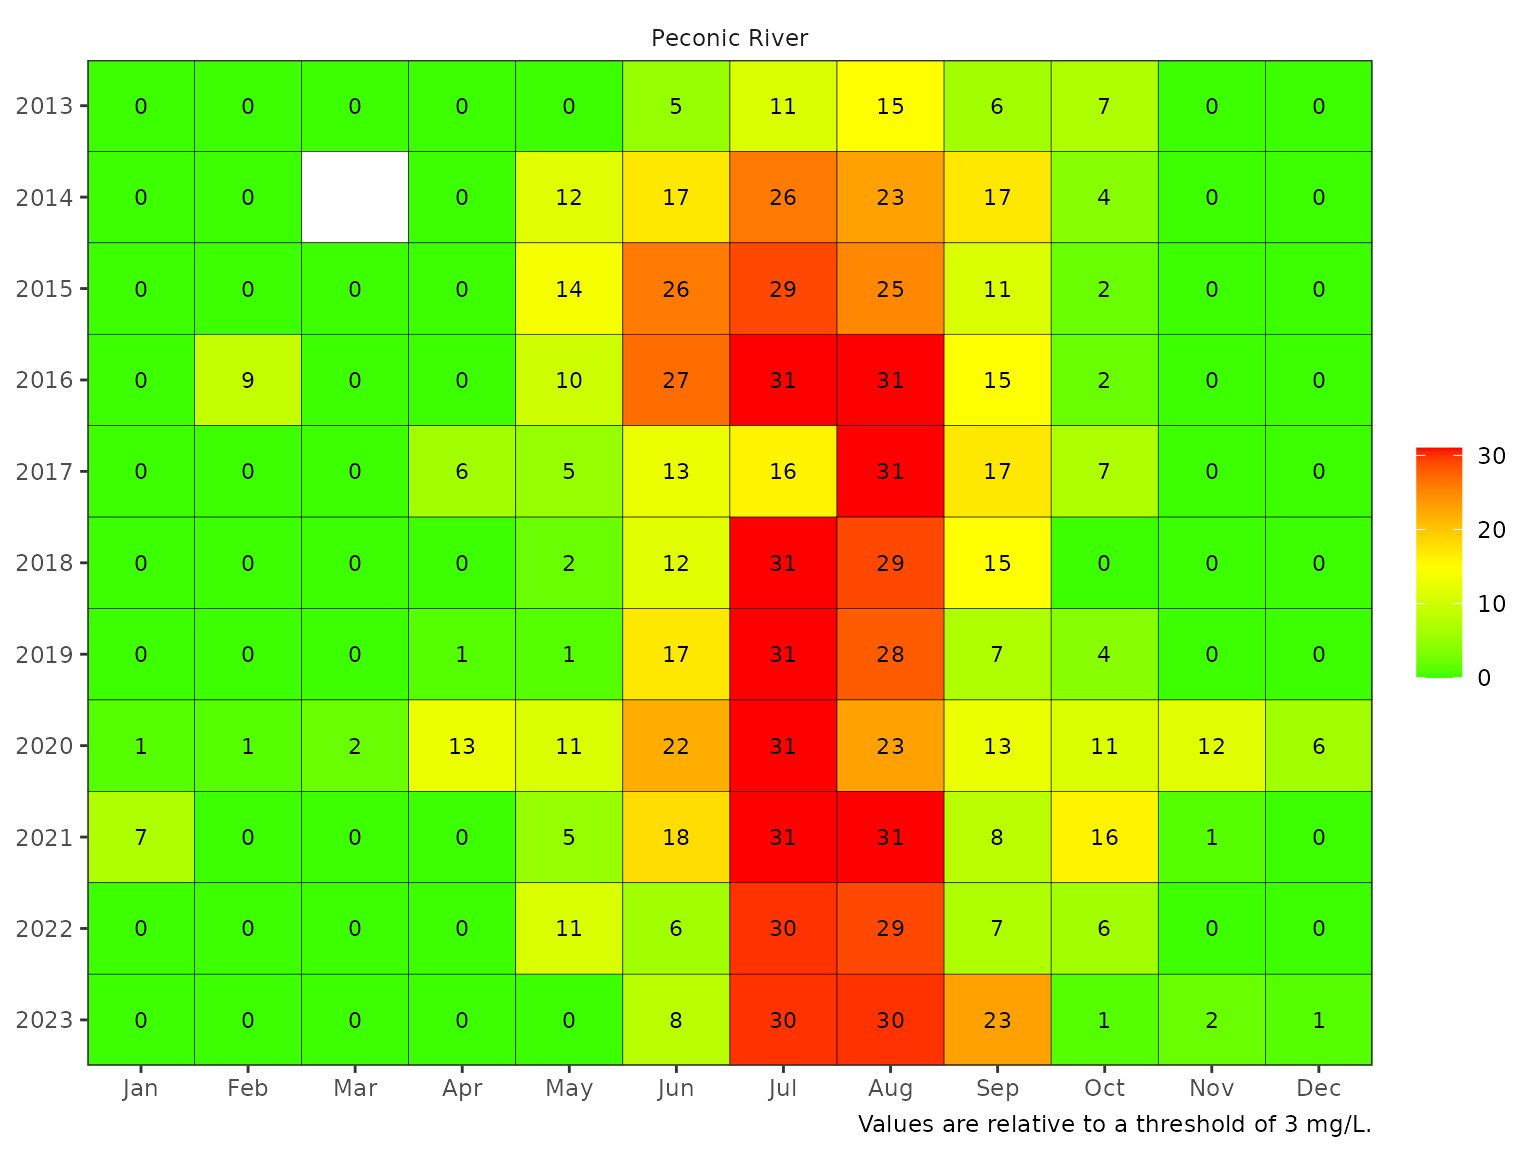 Peconic River
2013 0 0 0 0 0 5 11 15 6 7 0 0
2014 0 0 0 12 17 26 23 17 4 0 0
2015 0 0 0 0 14 26 29 25 11 2 0 0
2016 0 9 0 0 10 27 31 31 15 2 0 0
30
2017 0 0 0 6 5 13 16 31 17 7 0 0
20
2018 0 0 0 0 2 12 31 29 15 0 0 0
10
2019 0 0 0 1 1 17 31 28 7 4 0 0
0
2020 1 1 2 13 11 22 31 23 13 11 12 6
2021 7 0 0 0 5 18 31 31 8 16 1 0
2022 0 0 0 0 11 6 30 29 7 6 0 0
2023 0 0 0 0 0 8 30 30 23 1 2 1
Jan Feb Mar Apr May Jun Jul Aug Sep Oct Nov Dec
Values are relative to a threshold of 3 mg/L.